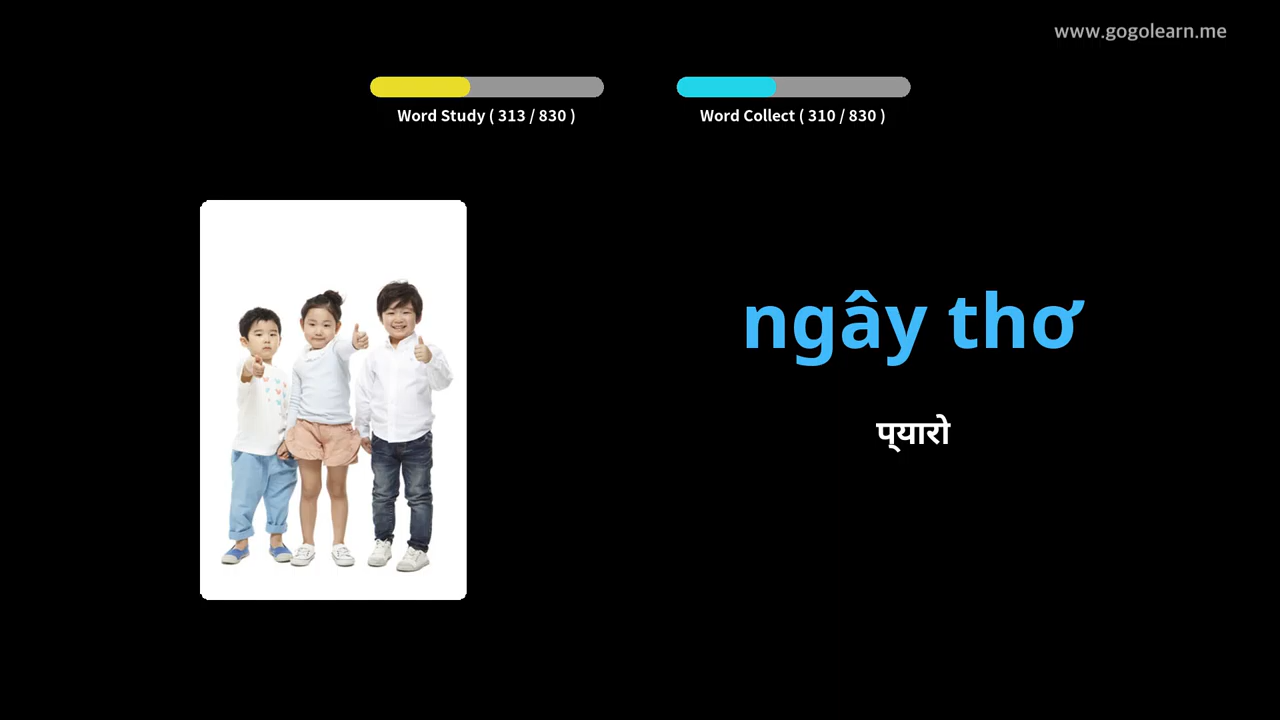 www.gogolearn.me
Word Study ( 313 / 830 )
Word Collect ( 310 / 830 )
ngây thơ
प्यारो